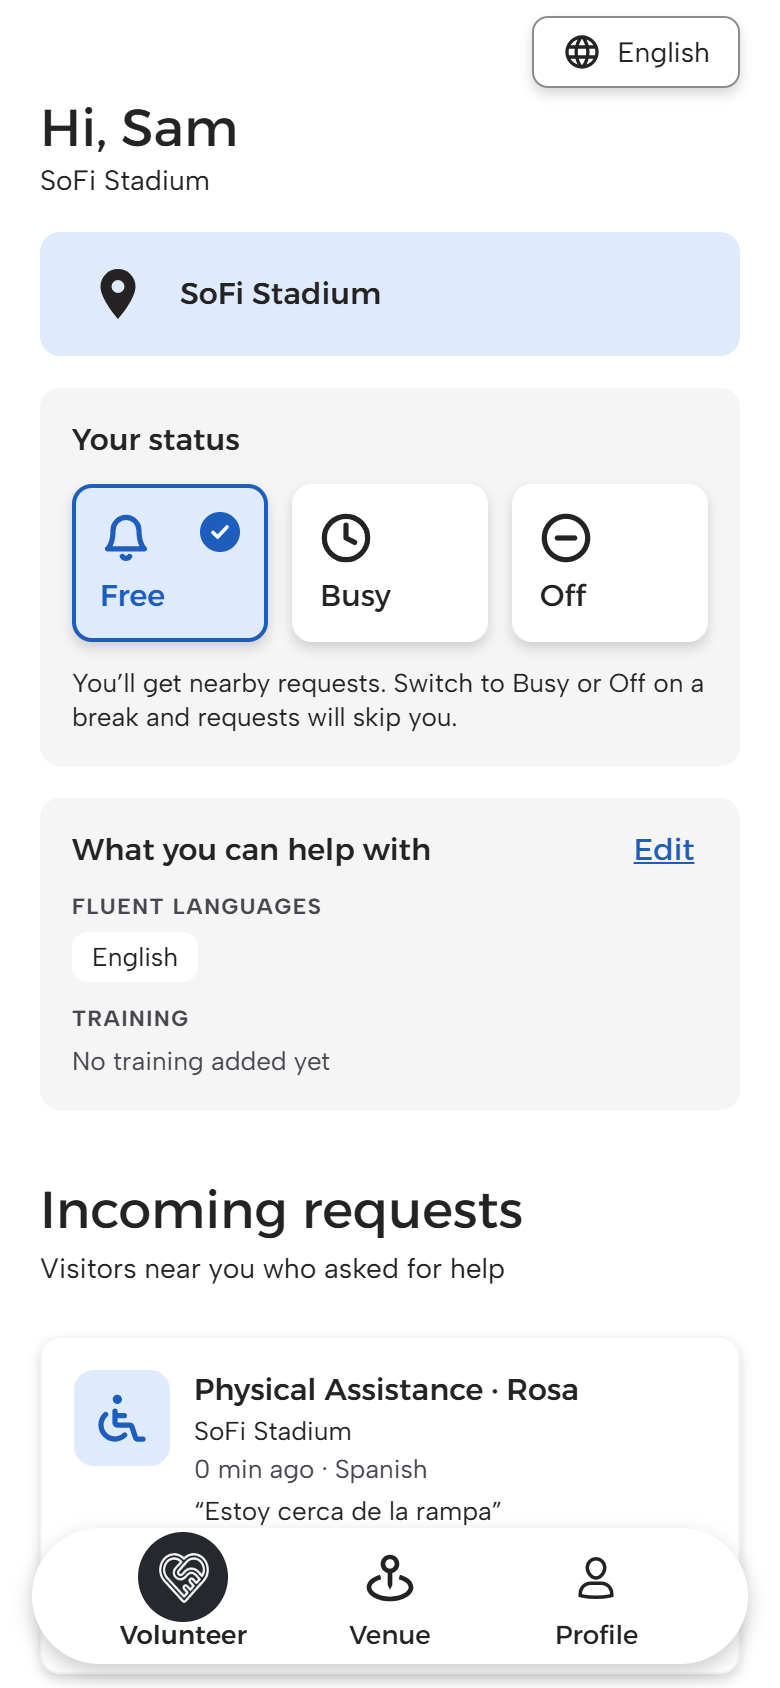 English
Hi, Sam
SoFi Stadium
SoFi Stadium
Your status
Free
Busy
Off
You’ll get nearby requests. Switch to Busy or Off on a
break and requests will skip you.
What you can help with
Edit
FLUENT LANGUAGES
English
TRAINING
No training added yet
Incoming requests
Visitors near you who asked for help
Physical Assistance · Rosa
SoFi Stadium
0 min ago · Spanish
“Estoy cerca de la rampa”
Volunteer
Venue
Profile